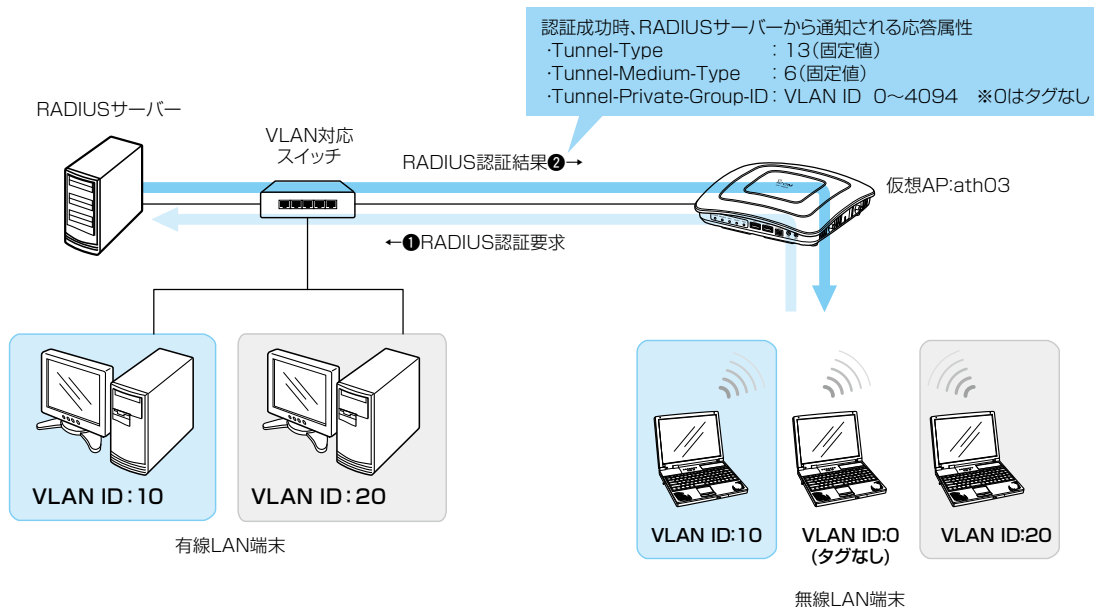 認証成功時、RADIUSサーバーから通知される応答属性
·Tunnel-Type : 13(固定値)
·Tunnel-Medium-Type : 6(固定値)
·Tunnel-Private-Group-ID : VLAN ID 0～4094 ※0はタグなし
RADIUSサーバー
VLAN対応
スイッチ
RADIUS認証結果❷→
仮想AP:ath03
←❶RADIUS認証要求
VLAN ID:10
VLAN ID:20
有線LAN端末
VLAN ID:10
VLAN ID:0
(タグなし)
VLAN ID:20
無線LAN端末